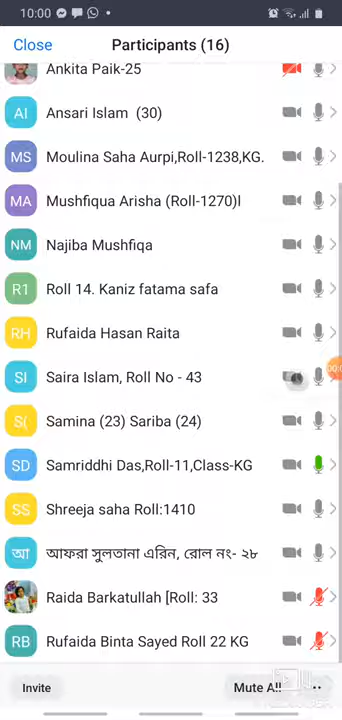 10:00
Close Participants (16)
Ankita Paik-25
AI Ansari Islam (30)
MS Moulina Saha Aurpi,Roll-1238,KG.
MA Mushfiqua Arisha (Roll-1270)l
NM Najiba Mushfiqa
R1 Roll 14. Kaniz fatama safa
RH Rufaida Hasan Raita
SI Saira Islam, Roll No - 43
S( Samina (23) Sariba (24)
SD Samriddhi Das,Roll-11,Class-KG
SS Shreeja saha Roll:1410
আ আফরা সুলতানা এরিন, রোল নং- ২৮
Raida Barkatullah [Roll: 33
RB Rufaida Binta Sayed Roll 22 KG
Invite Mute All ...